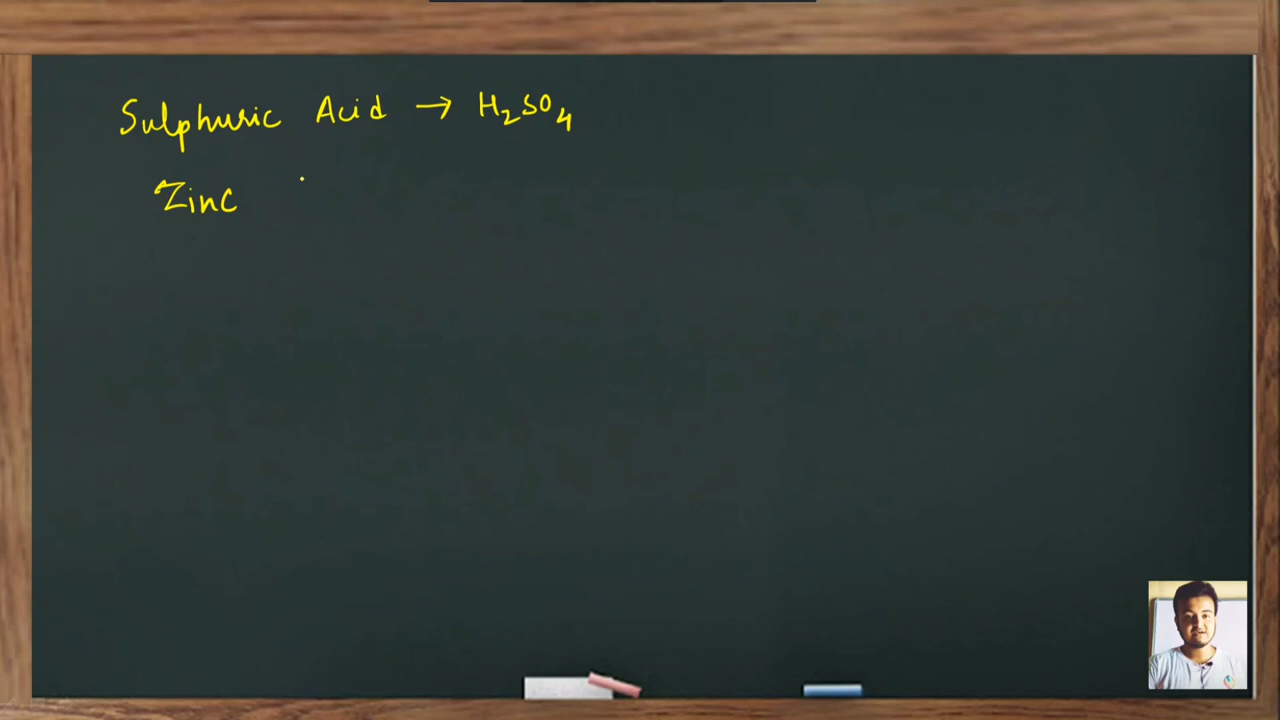 Sulphuric Acid → H₂SO₄
Zinc